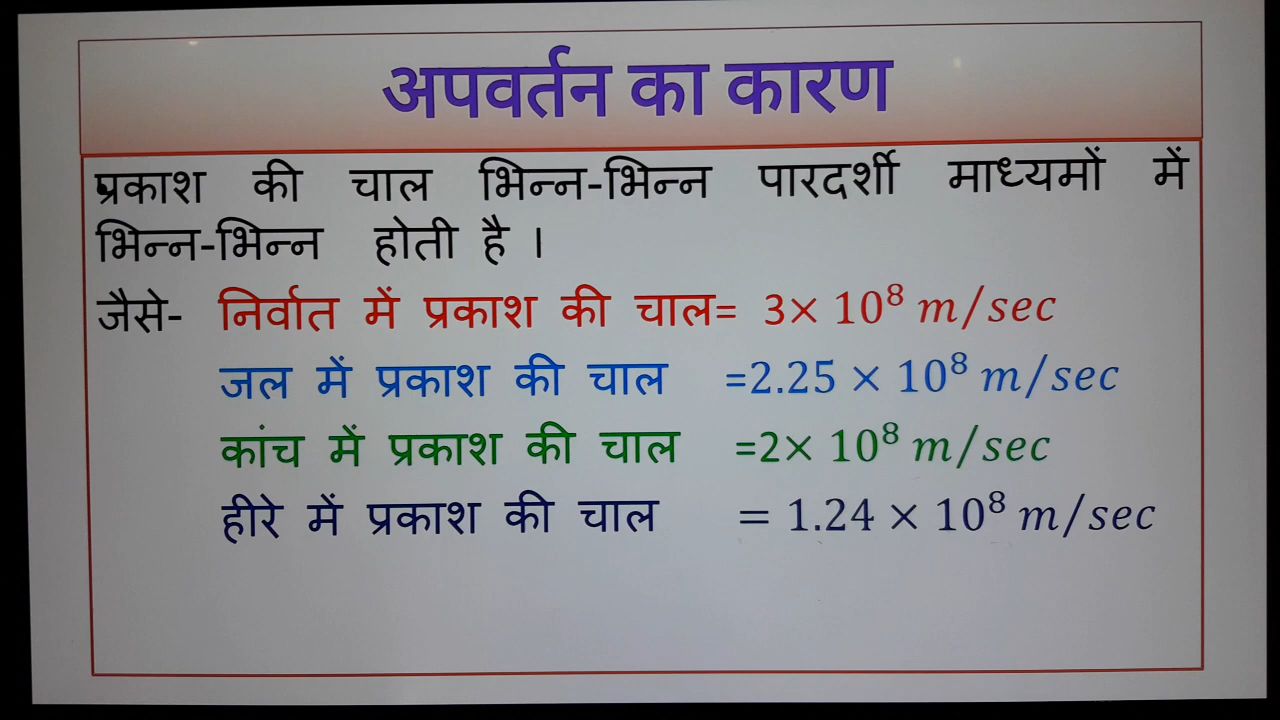 अपवर्तन का कारण
प्रकाश की चाल भिन्न-भिन्न पारदर्शी माध्यमों में
भिन्न-भिन्न होती है ।
जैसे- निर्वात में प्रकाश की चाल= 3× 10⁸ m/sec
जल में प्रकाश की चाल =2.25 × 10⁸ m/sec
कांच में प्रकाश की चाल =2× 10⁸ m/sec
हीरे में प्रकाश की चाल = 1.24 × 10⁸ m/sec